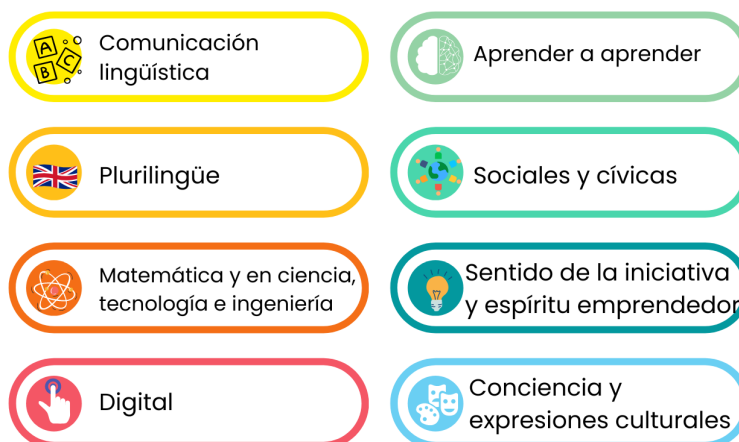 Comunicación
lingüística
Plurilingüe
Matemática y en ciencia,
tecnología e ingeniería
Digital
Aprender a aprender
Sociales y cívicas
Sentido de la iniciativa
y espíritu emprendedor
Conciencia y
expresiones culturales
A
B
C